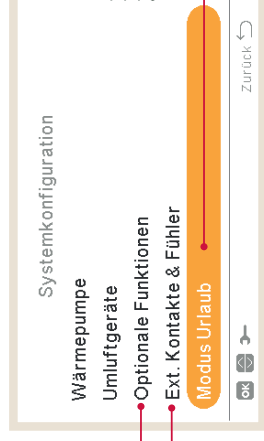 Systemkonfiguration
Wärmepumpe
Umluftgeräte
Optionale Funktionen
Ext. Kontakte & Fühler
Modus Urlaub
OK
Zurück